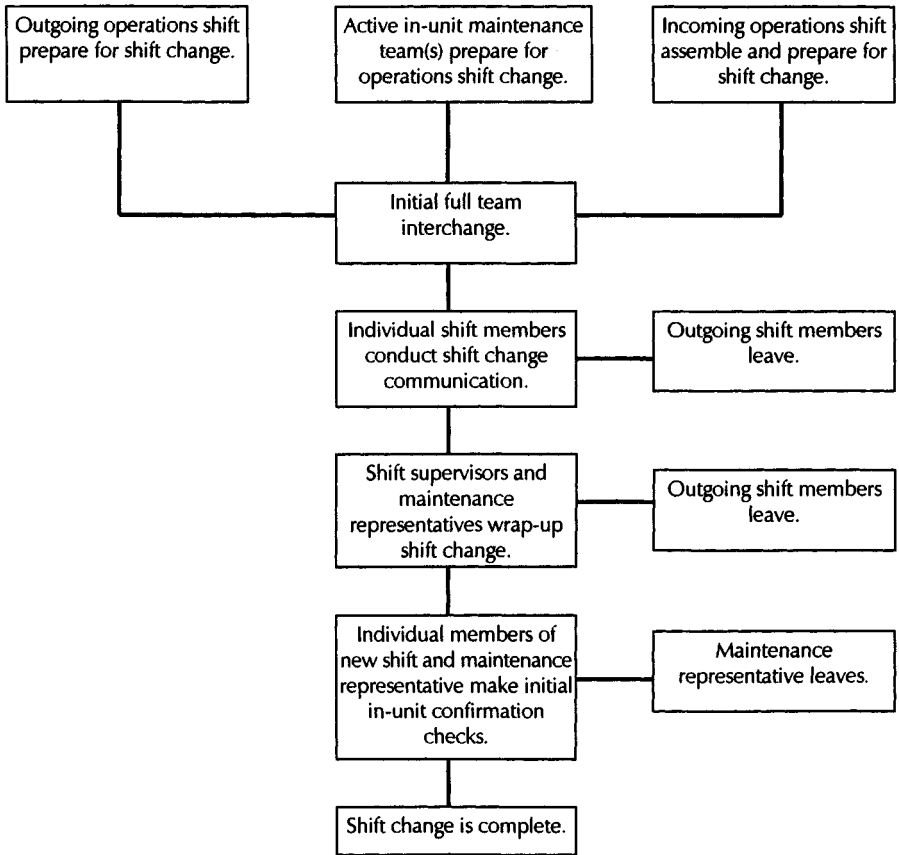 Outgoing operations shift
prepare for shift change.
Active in-unit maintenance
team(s) prepare for
operations shift change.
Incoming operations shift
assemble and prepare for
shift change.
Initial full team
interchange.
Individual shift members
conduct shift change
communication.
Outgoing shift members
leave.
Shift supervisors and
maintenance
representatives wrap-up
shift change.
Outgoing shift members
leave.
Individual members of
new shift and maintenance
representative make initial
in-unit confirmation
checks.
Maintenance
representative leaves.
Shift change is complete.